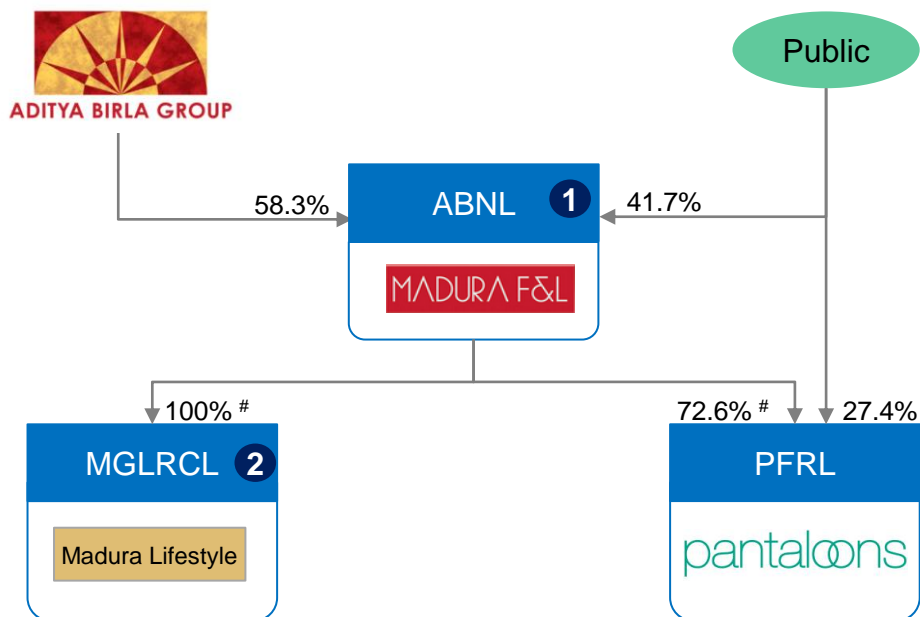 ADITYA BIRLA GROUP
Public
58.3%
ABNL
1
41.7%
MADURA F&L
100% #
72.6% #
27.4%
MGLRCL
2
PFRL
Madura Lifestyle
pantaloons